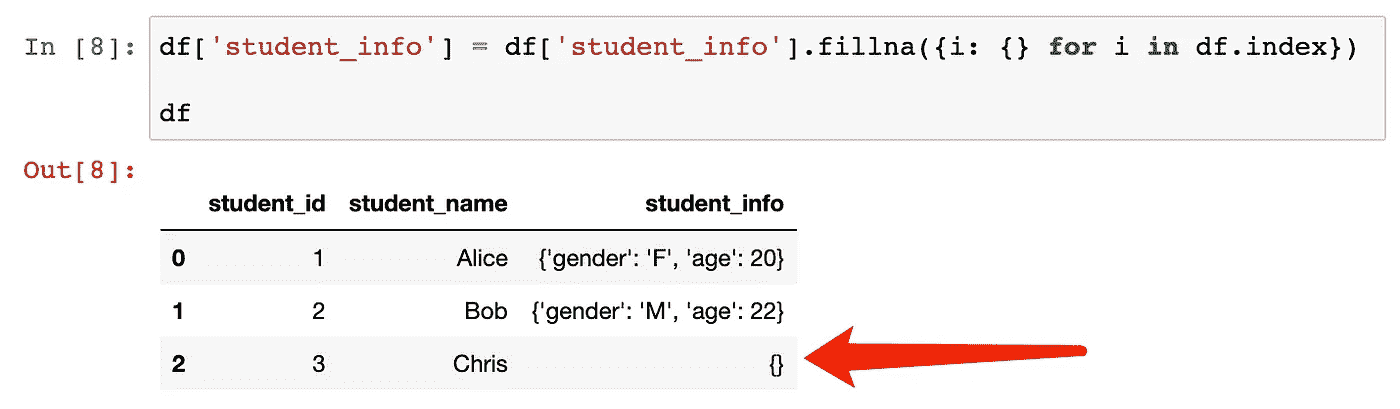 In [8]: df['student_info'] = df['student_info'].fillna({i: {} for i in df.index})
df
Out[8]:
student_id student_name student_info
0 1 Alice {'gender': 'F', 'age': 20}
1 2 Bob {'gender': 'M', 'age': 22}
2 3 Chris {}